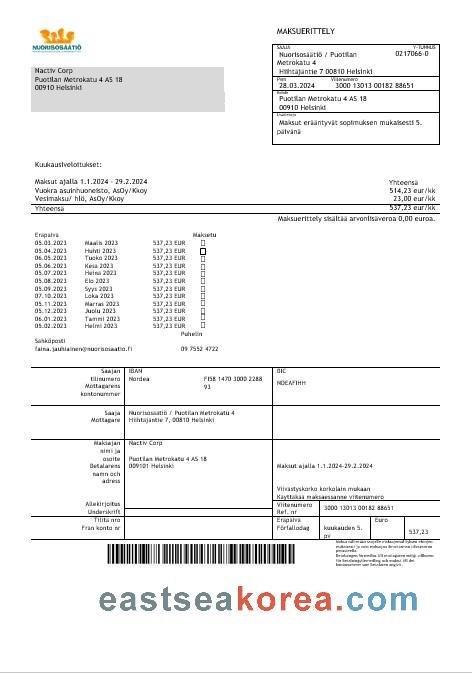 MAKSUERITTELY
NUORISOSÄÄTIÖ
SAAJA Y-TUNNUS
Nuorisosäätiö / Puotilan 0217066-0
Metrokatu 4
Hiihtäjäntie 7 00810 Helsinki
Nactiv Corp
Puotilan Metrokatu 4 AS 18
00910 Helsinki
Pvm Viitenumero
28.03.2024 3000 13013 00182 88651
Kohde
Puotilan Metrokatu 4 AS 18
00910 Helsinki
Lisätietoja
Maksut erääntyvät sopimuksen mukaisesti 5.
päivänä
Kuukausiveloitukset:
Maksut ajalla 1.1.2024 - 29.2.2024 Yhteensä
Vuokra asuinhuoneisto, AsOy/Kkoy 514,23 eur/kk
Vesimaksu/ hlö, AsOy/Kkoy 23,00 eur/kk
Yhteensä 537,23 eur/kk
Maksuerittely sisältää arvonlisäveroa 0,00 euroa.
Eräpäivä Maksetu
05.03.2023 Maalis 2023 537,23 EUR
05.04.2023 Huhti 2023 537,23 EUR
06.05.2023 Tuoko 2023 537,23 EUR
05.06.2023 Kesä 2023 537,23 EUR
05.07.2023 Heinä 2023 537,23 EUR
05.08.2023 Elo 2023 537,23 EUR
05.09.2023 Syys 2023 537,23 EUR
07.10.2023 Loka 2023 537,23 EUR
05.11.2023 Marras 2023 537,23 EUR
05.12.2023 Joulu 2023 537,23 EUR
06.01.2023 Tammi 2023 537,23 EUR
05.02.2023 Helmi 2023 537,23 EUR
Puhelin
Sähköposti
faina.jauhiainen@nuorisosaatio.fi 09 7552 4722
Saajan
tilinumero
Mottagarens
kontonummer
IBAN
Nordea FI58 1470 3000 2288
93
BIC
NDEAFIHH
Saaja
Mottagare
Nuorisosäätiö / Puotilan Metrokatu 4
Hiihtäjäntie 7, 00810 Helsinki
Maksajan
nimi ja
osoite
Betalarens
namn och
adress
Nactiv Corp
Puotilan Metrokatu 4 AS 18
009101 Helsinki
Maksut ajalla 1.1.2024-29.2.2024
Viivästyskorko korkolain mukaan
Käyttäkää maksaessanne viitenumeroa
Allekirjoitus
Underskrift
Viitenumero
Ref. nr
3000 13013 00182 88651
Tililtä nro
Från konto nr
Eräpäivä
Förfallodag
kuukauden 5.
pv
Euro
537,23
eastseakorea.com